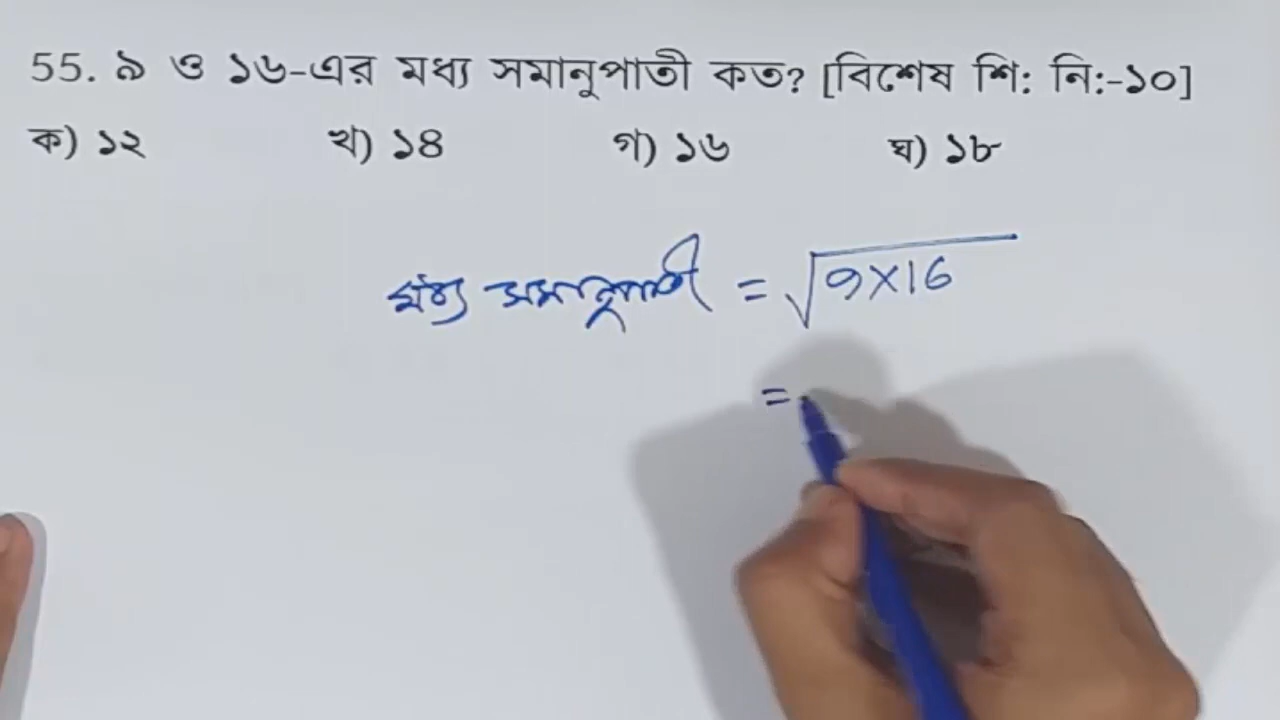 55. ৯ ও ১৬-এর মধ্য সমানুপাতী কত? [বিশেষ শি: নি:-১০]
ক) ১২ খ) ১৪ গ) ১৬ ঘ) ১৮
মধ্য সমানুপাতী = √9×16
=